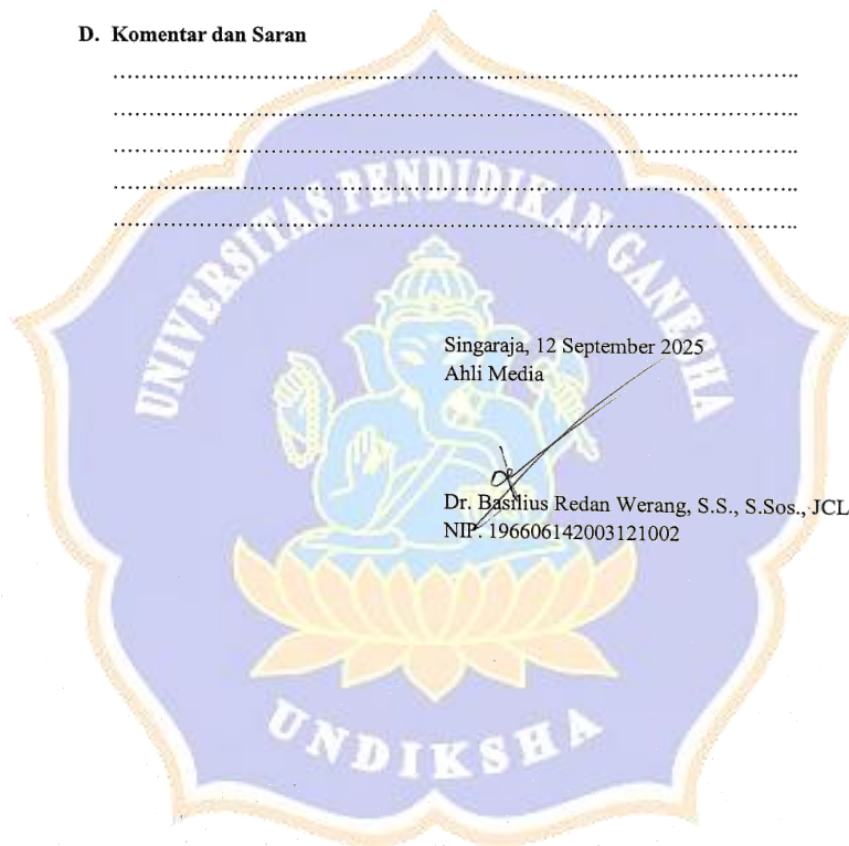 D. Komentar dan Saran
........................................................................................................
........................................................................................................
........................................................................................................
........................................................................................................
........................................................................................................
UNIVERSITAS PENDIDIKAN GANESHA
Singaraja, 12 September 2025
Ahli Media
Dr. Basilius Redan Werang, S.S., S.Sos., JCL
NIP. 196606142003121002
UNDIKSHA